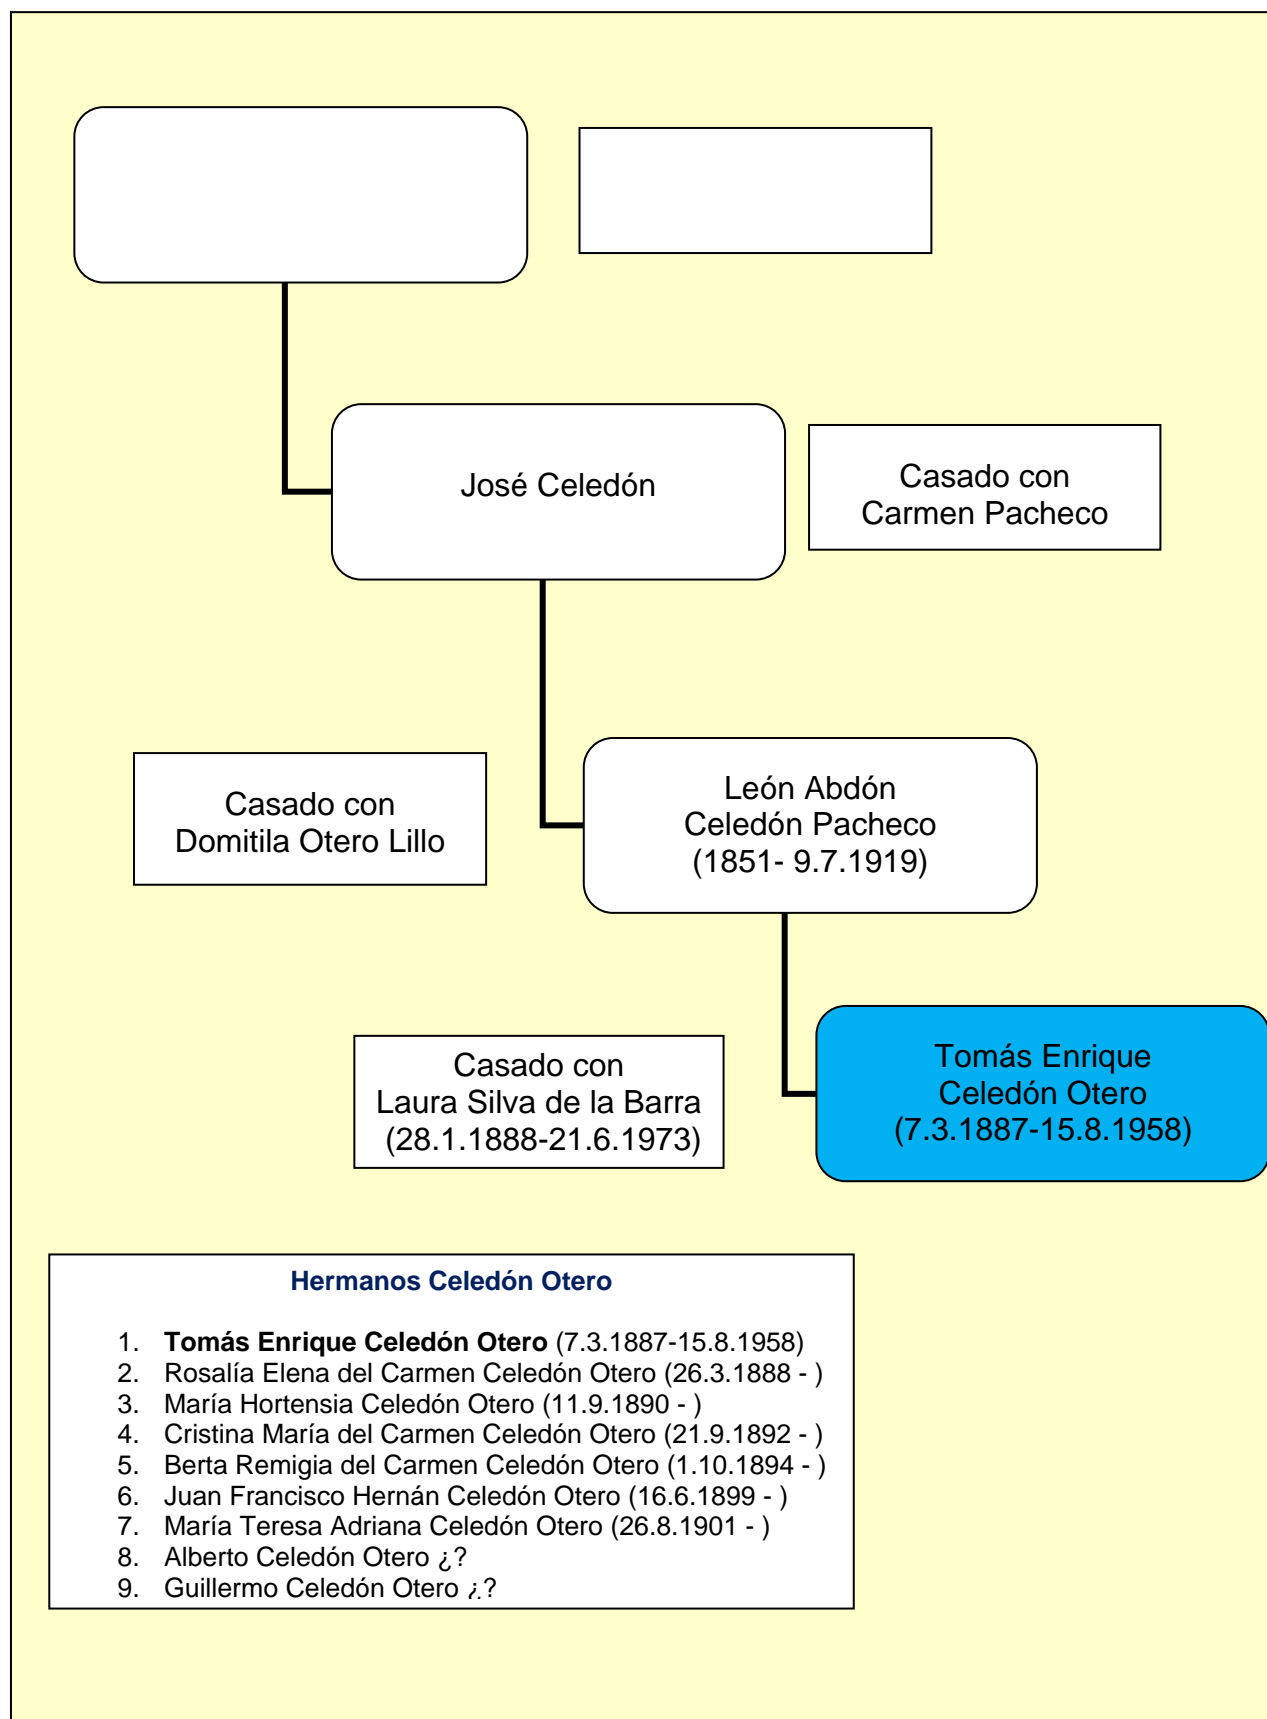 José Celedón
Casado con
Carmen Pacheco
Casado con
Domitila Otero Lillo
León Abdón
Celedón Pacheco
(1851- 9.7.1919)
Casado con
Laura Silva de la Barra
(28.1.1888-21.6.1973)
Tomás Enrique
Celedón Otero
(7.3.1887-15.8.1958)
Hermanos Celedón Otero
1. Tomás Enrique Celedón Otero (7.3.1887-15.8.1958)
2. Rosalía Elena del Carmen Celedón Otero (26.3.1888 - )
3. María Hortensia Celedón Otero (11.9.1890 - )
4. Cristina María del Carmen Celedón Otero (21.9.1892 - )
5. Berta Remigia del Carmen Celedón Otero (1.10.1894 - )
6. Juan Francisco Hernán Celedón Otero (16.6.1899 - )
7. María Teresa Adriana Celedón Otero (26.8.1901 - )
8. Alberto Celedón Otero ¿?
9. Guillermo Celedón Otero ¿?